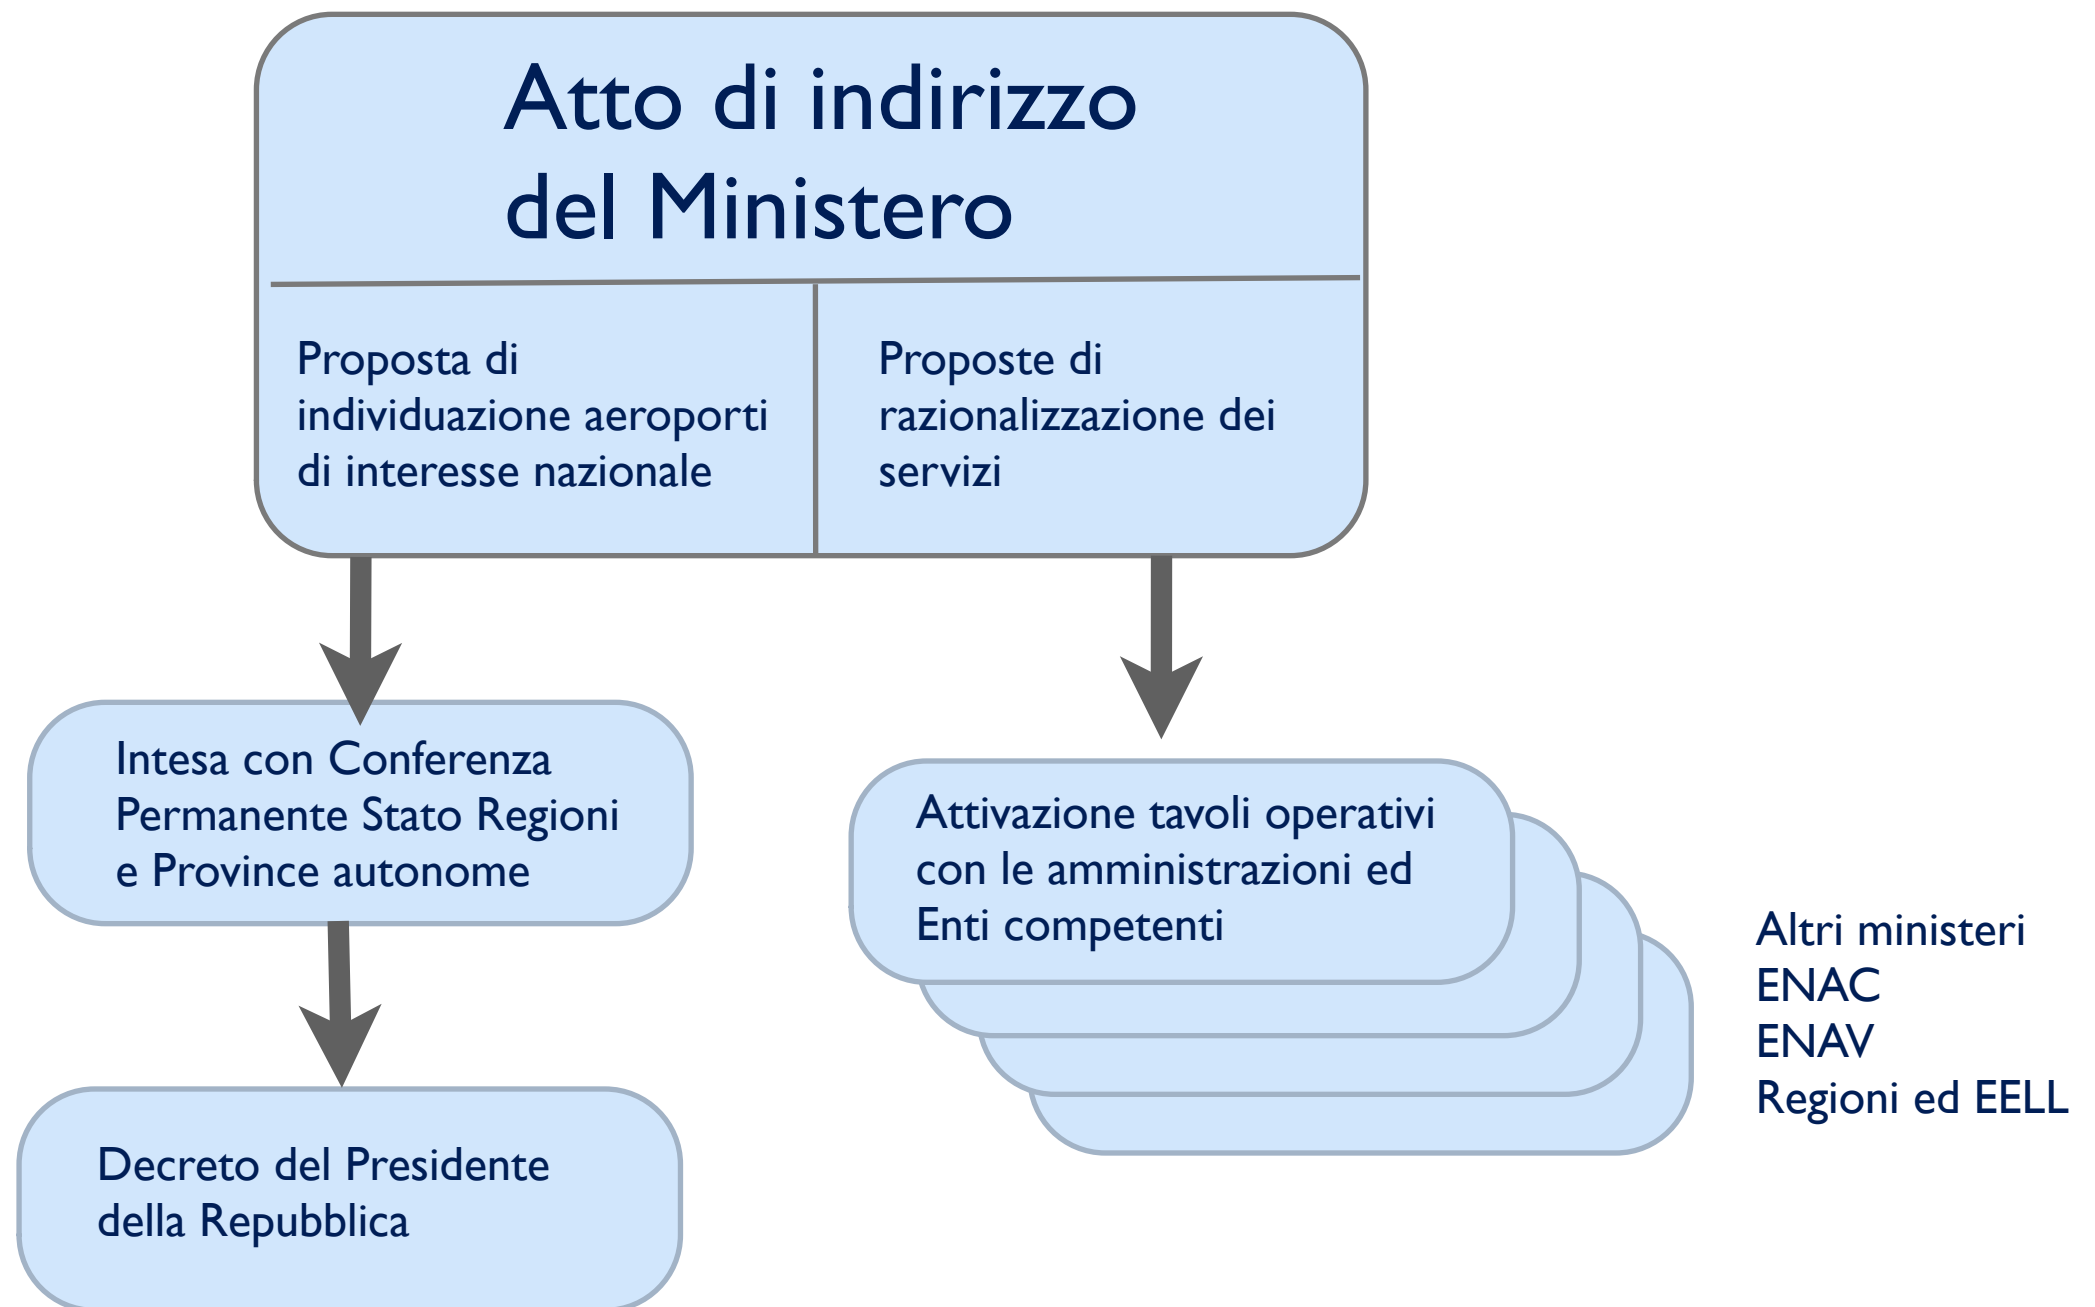 Atto di indirizzo
del Ministero
Proposta di
individuazione aeroporti
di interesse nazionale
Proposte di
razionalizzazione dei
servizi
Intesa con Conferenza
Permanente Stato Regioni
e Province autonome
Attivazione tavoli operativi
con le amministrazioni ed
Enti competenti
Altri ministeri
ENAC
ENAV
Regioni ed EELL
Decreto del Presidente
della Repubblica